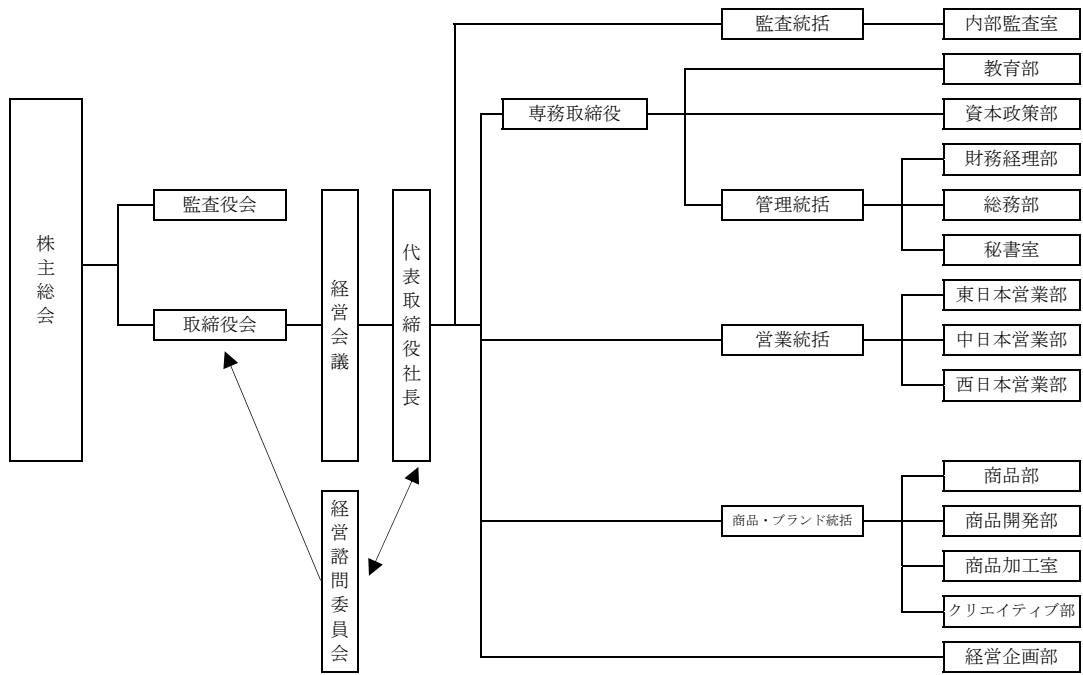 株主総会
監査役会
取締役会
経営会議
代表取締役社長
経営諮問委員会
監査統括
内部監査室
専務取締役
教育部
資本政策部
管理統括
財務経理部
総務部
秘書室
営業統括
東日本営業部
中日本営業部
西日本営業部
商品・ブランド統括
商品部
商品開発部
商品加工室
クリエイティブ部
経営企画部